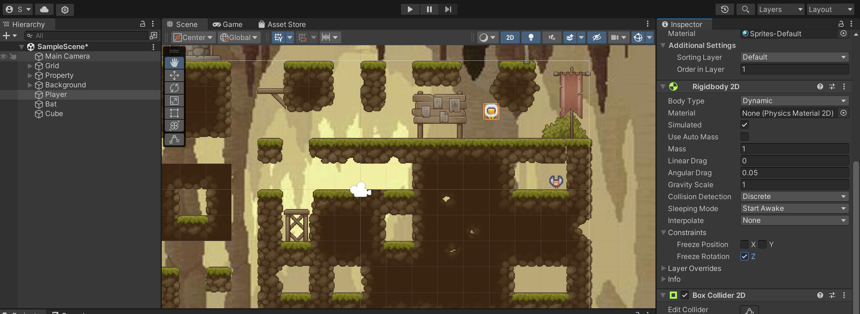 S
Layers
Layout
Hierarchy
Scene
Game
Asset Store
Inspector
All
Center
Global
2D
SampleScene*
Main Camera
Grid
Property
Background
Player
Bat
Cube
Material
Sprites-Default
Additional Settings
Sorting Layer
Default
Order in Layer
1
Rigidbody 2D
Body Type
Dynamic
Material
None (Physics Material 2D)
Simulated
Use Auto Mass
Mass
1
Linear Drag
0
Angular Drag
0.05
Gravity Scale
1
Collision Detection
Discrete
Sleeping Mode
Start Awake
Interpolate
None
Constraints
Freeze Position
X
Y
Freeze Rotation
Z
Layer Overrides
Info
Box Collider 2D
Edit Collider